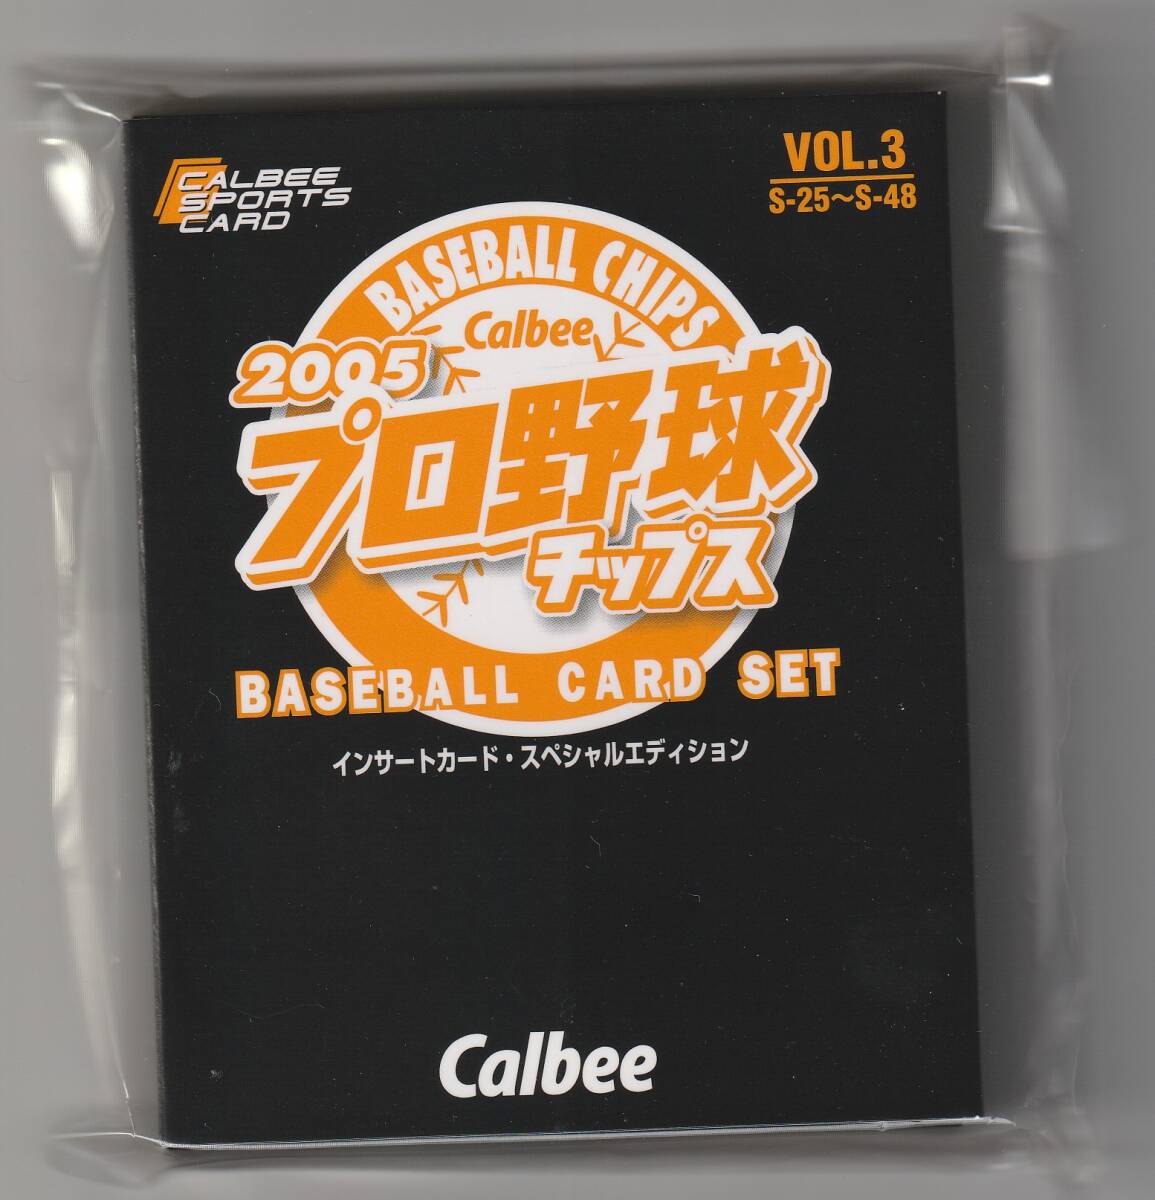 CALBEE
SPORTS
CARD
VOL.3
S-25〜S-48
BASEBALL CHIPS
Calbee
2005
プロ野球
チップス
BASEBALL CARD SET
インサートカード・スペシャルエディション
Calbee